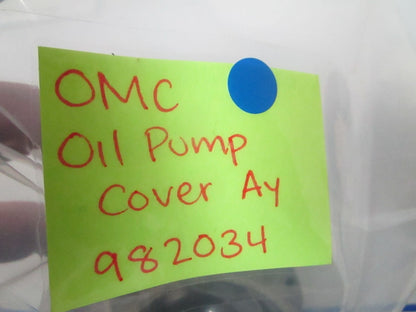 OMC
Oil Pump
Cover Ay
982034